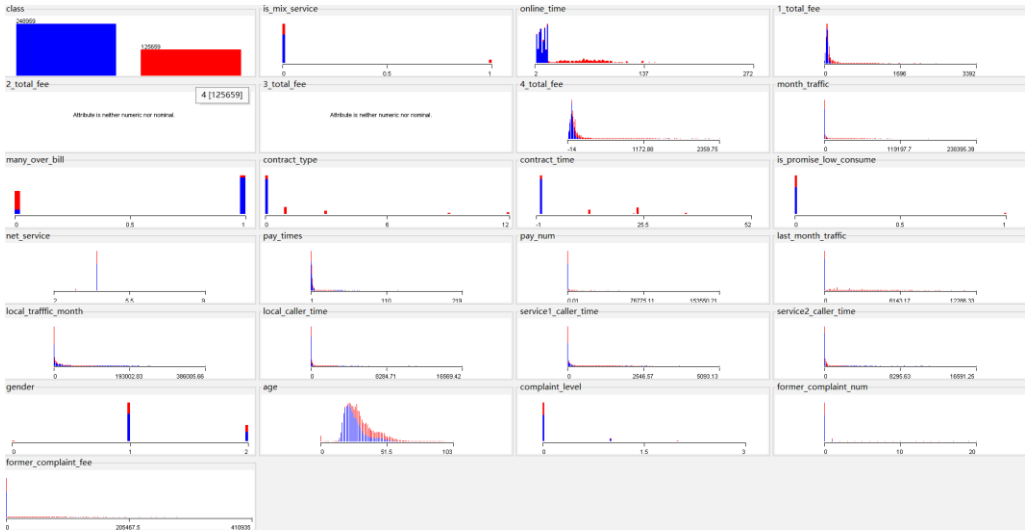 class
248969
125659
is_mix_service
0 0.5 1
online_time
2 137 272
1_total_fee
0 1696 3392
2_total_fee
Attribute is neither numeric nor nominal.
4 [125659]
3_total_fee
Attribute is neither numeric nor nominal.
4_total_fee
-14 1172.88 2359.75
month_traffic
0 119197.7 238395.39
many_over_bill
0 0.5 1
contract_type
0 6 12
contract_time
-1 25.5 52
is_promise_low_consume
0 0.5 1
net_service
2 5.5 9
pay_times
1 110 219
pay_num
0.01 76775.11 153550.21
last_month_traffic
0 6143.17 12286.33
local_trafffic_month
0 193002.83 386005.66
local_caller_time
0 8284.71 16569.42
service1_caller_time
0 2546.57 5093.13
service2_caller_time
0 8295.63 16591.25
gender
0 1 2
age
0 51.5 103
complaint_level
0 1.5 3
former_complaint_num
0 10 20
former_complaint_fee
0 205467.5 410935